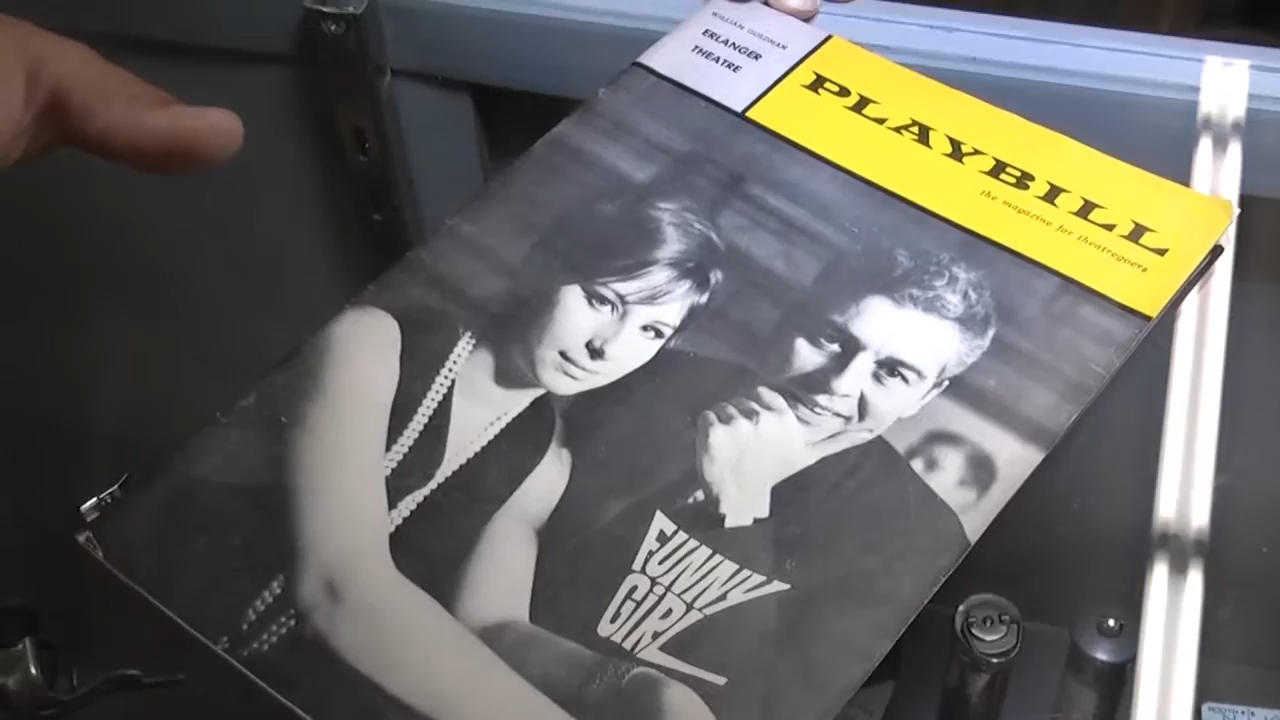 WILLIAM GOLDMAN
ERLANGER
THEATRE
PLAYBILL
the magazine for theatregoers
FUNNY
GIRL